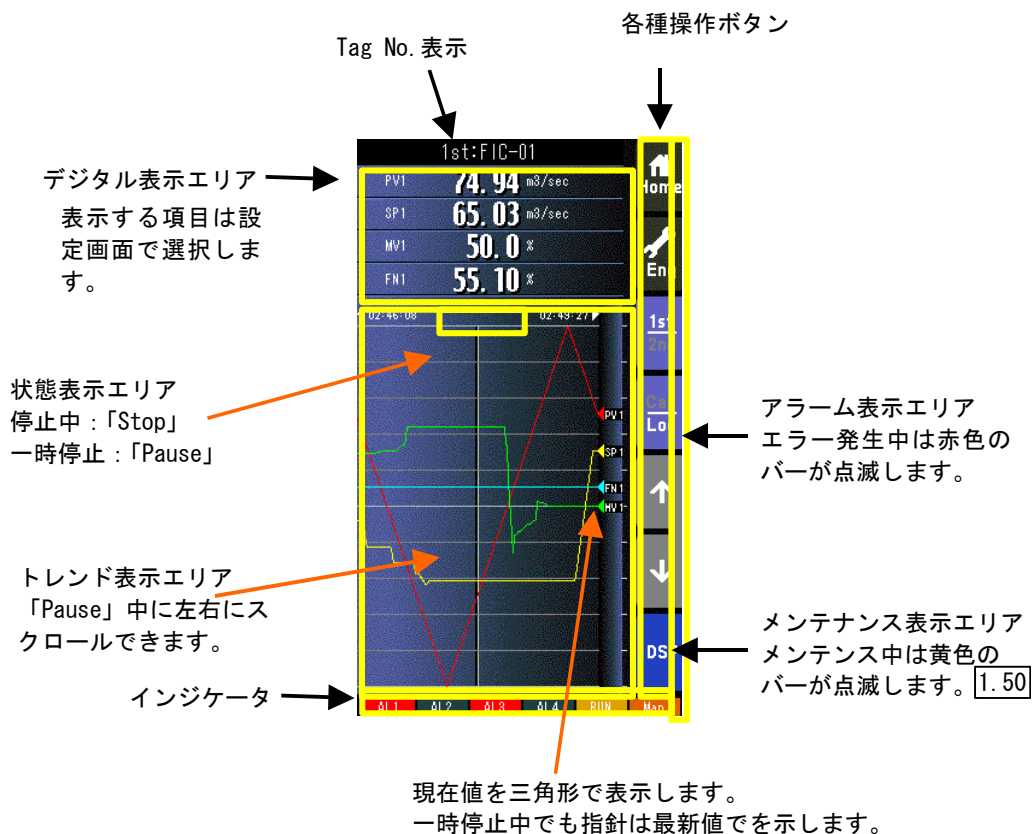 各種操作ボタン
Tag No.表示
デジタル表示エリア
表示する項目は設
定画面で選択しま
す。
1st:FIC-01
PV1 74.94 m3/sec
SP1 65.03 m3/sec
MV1 50.0 %
FN1 55.10 %
02:46:08 02:49:27
Home
Eng
1st
2nd
Lo
DS
状態表示エリア
停止中：「Stop」
一時停止：「Pause」
PV1
SP1
FN1
MV1
アラーム表示エリア
エラー発生中は赤色の
バーが点滅します。
トレンド表示エリア
「Pause」中に左右にス
クロールできます。
メンテナンス表示エリア
メンテンス中は黄色の
バーが点滅します。1.50
インジケータ
AL1 AL2 AL3 AL4 RUN Man
現在値を三角形で表示します。
一時停止中でも指針は最新値でを示します。